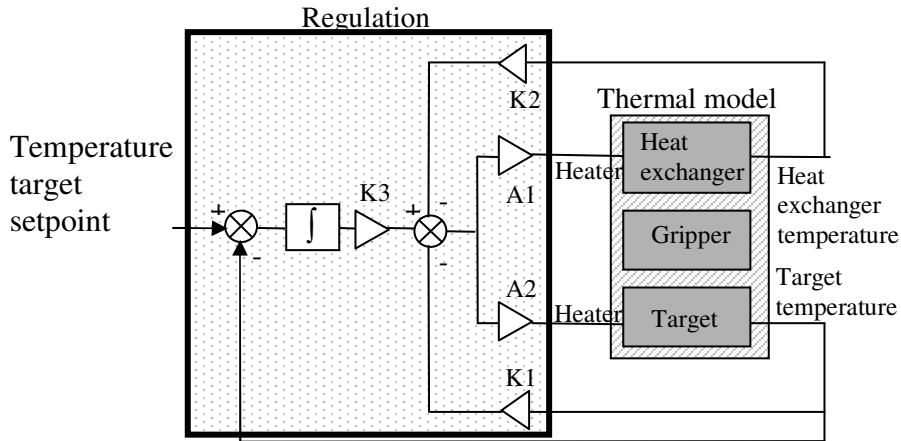 Regulation
K2
Thermal model
Temperature
target
setpoint
Heat
exchanger
Heater
A1
K3
+
-
+
-
-
∫
Heat
exchanger
temperature
Gripper
A2
Heater
Target
Target
temperature
K1